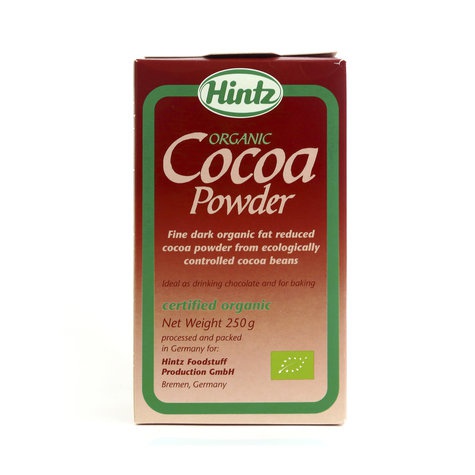 Hintz
ORGANIC
Cocoa
Powder
Fine dark organic fat reduced
cocoa powder from ecologically
controlled cocoa beans
Ideal as drinking chocolate and for baking
certified organic
Net Weight 250 g
processed and packed
in Germany for:
Hintz Foodstuff
Production GmbH
Bremen, Germany